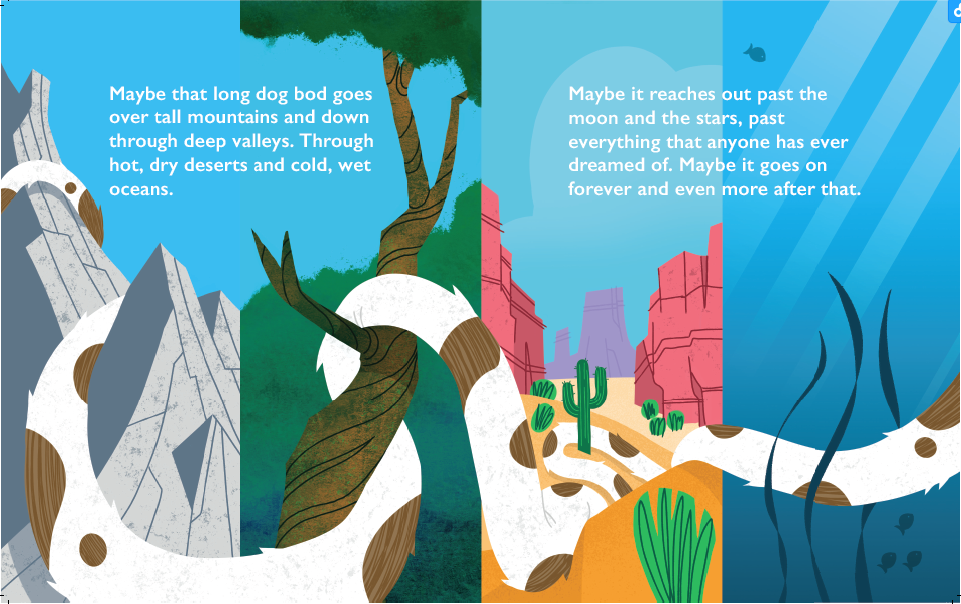 Maybe that long dog bod goes
over tall mountains and down
through deep valleys. Through
hot, dry deserts and cold, wet
oceans.
Maybe it reaches out past the
moon and the stars, past
everything that anyone has ever
dreamed of. Maybe it goes on
forever and even more after that.